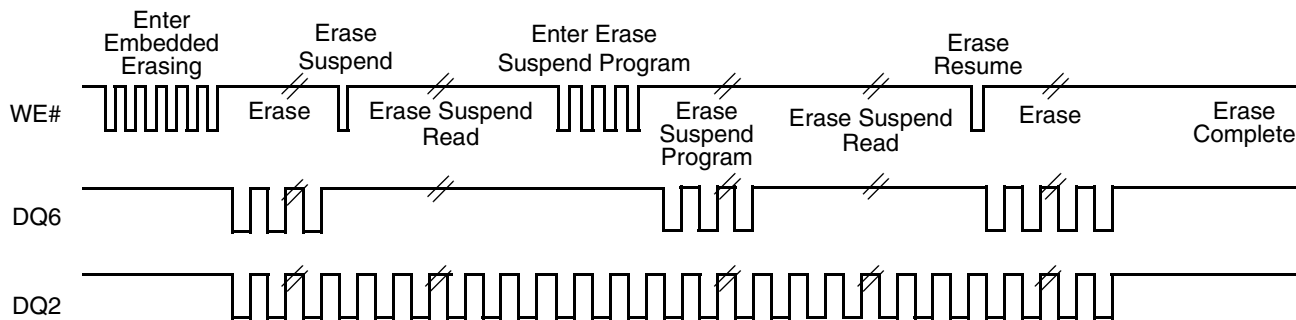 Enter
Embedded
Erasing
Erase
Suspend
Enter Erase
Suspend Program
Erase
Resume
WE#
Erase
Erase Suspend
Read
Erase
Suspend
Program
Erase Suspend
Read
Erase
Erase
Complete
DQ6
DQ2